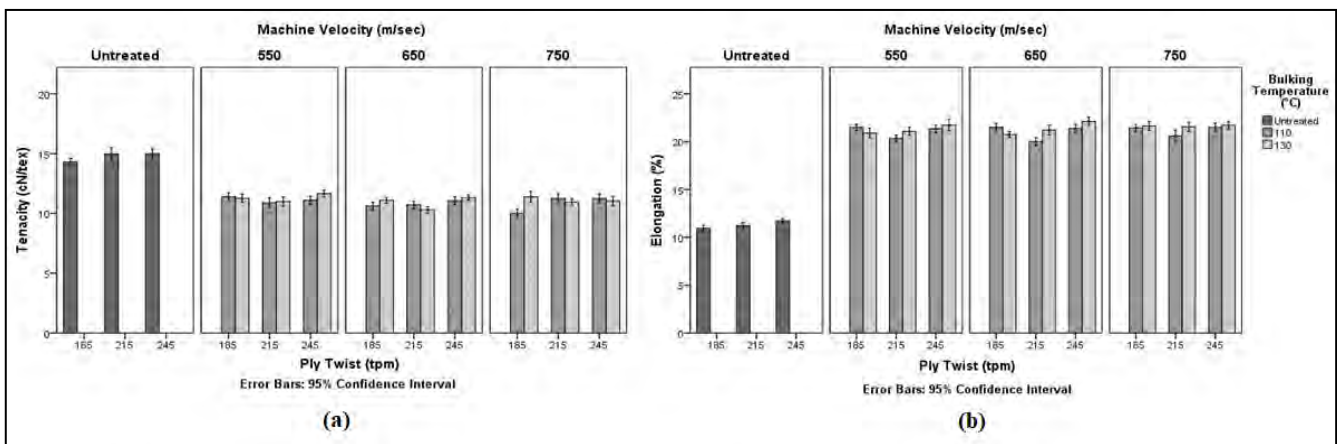 Machine Velocity (m/sec)
Untreated 550 650 750
Tenacity (cN/tex)
20
15
10
5
0
185 215 245 185 215 245 185 215 245 185 215 245
Ply Twist (tpm)
Error Bars: 95% Confidence Interval
(a)
Machine Velocity (m/sec)
Untreated 550 650 750
Elongation (%)
25
20
15
10
5
0
185 215 245 185 215 245 185 215 245 185 215 245
Ply Twist (tpm)
Error Bars: 95% Confidence Interval
(b)
Bulking
Temperature
(°C)
Untreated
110
130